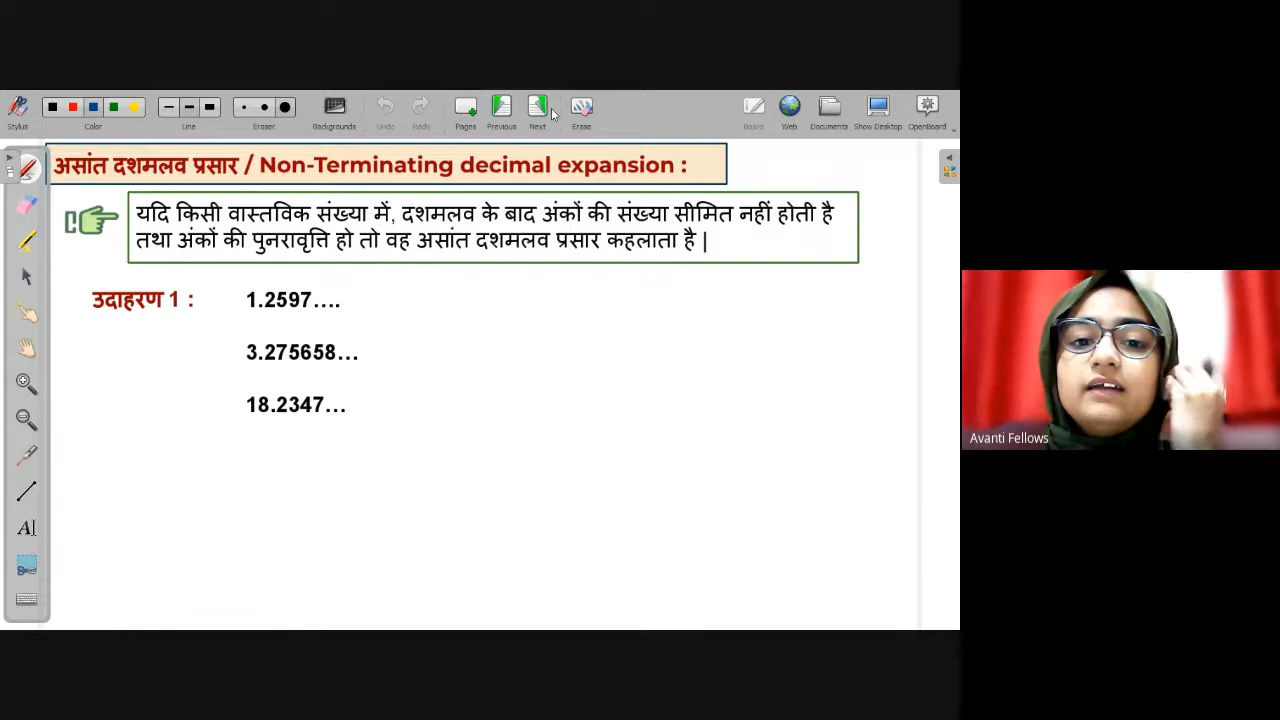 Stylus Color Line Eraser Backgrounds Undo Redo Pages Previous Next Erase Board Web Documents Show Desktop OpenBoard
असांत दशमलव प्रसार / Non-Terminating decimal expansion :
यदि किसी वास्तविक संख्या में, दशमलव के बाद अंकों की संख्या सीमित नहीं होती है
तथा अंकों की पुनरावृत्ति हो तो वह असांत दशमलव प्रसार कहलाता है |
उदाहरण 1 : 1.2597....
3.275658...
18.2347...
Avanti Fellows